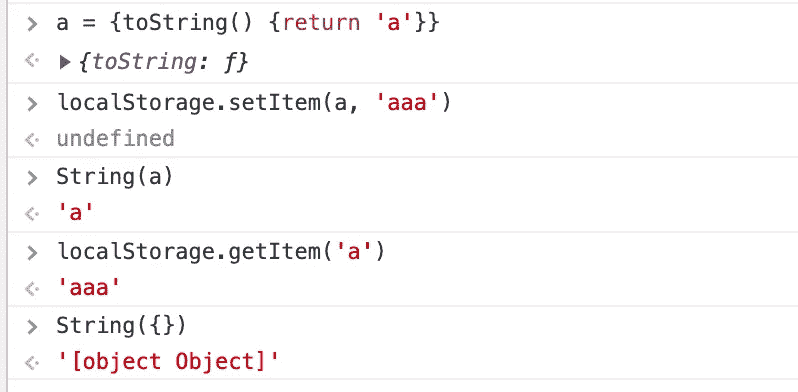 > a = {toString() {return 'a'}}
<· ▶{toString: ƒ}
> localStorage.setItem(a, 'aaa')
<· undefined
> String(a)
<· 'a'
> localStorage.getItem('a')
<· 'aaa'
> String({})
<· '[object Object]'